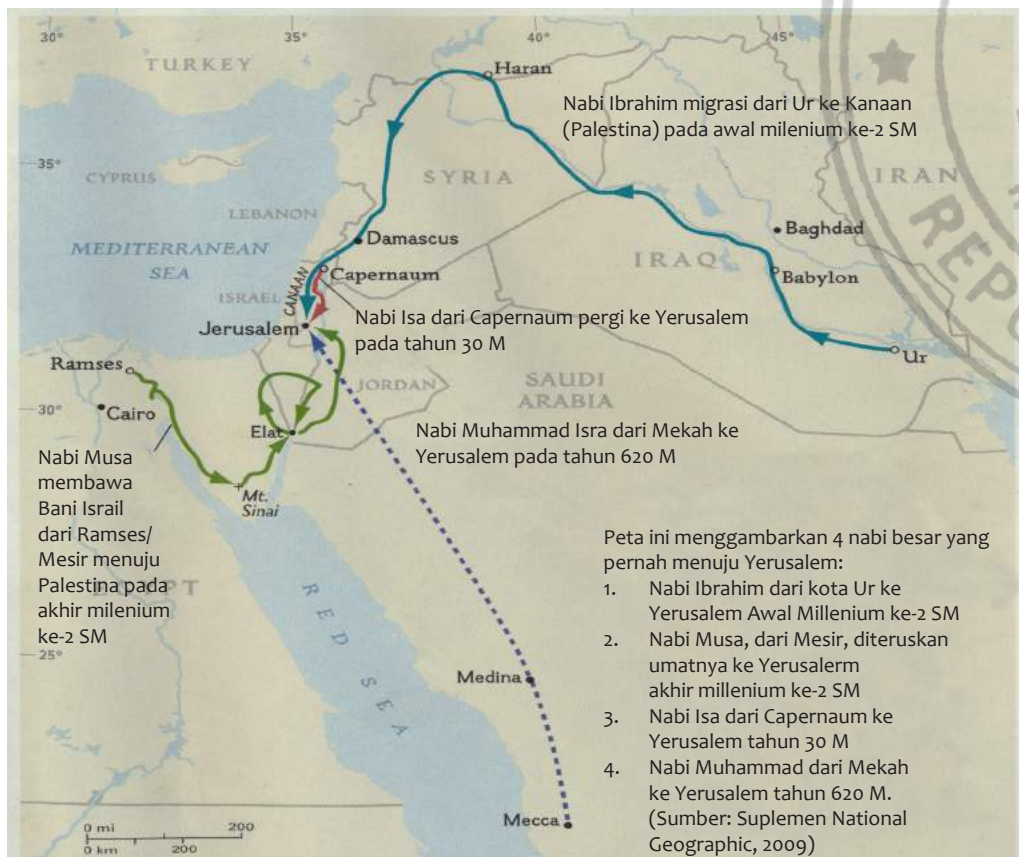 30°
35°
40°
45°
TURKEY
Haran
Nabi Ibrahim migrasi dari Ur ke Kanaan
(Palestina) pada awal milenium ke-2 SM
35°
CYPRUS
SYRIA
IRAN
LEBANON
MEDITERRANEAN
SEA
Damascus
Baghdad
IRAQ
Capernaum
Babylon
ISRAEL
CANAAN
Jerusalem
Nabi Isa dari Capernaum pergi ke Yerusalem
pada tahun 30 M
Ur
Ramses
JORDAN
SAUDI
ARABIA
30°
Cairo
Elat
Nabi Muhammad Isra dari Mekah ke
Yerusalem pada tahun 620 M
Nabi Musa
membawa
Bani Israil
dari Ramses/
Mesir menuju
Palestina pada
akhir milenium
ke-2 SM
Mt.
Sinai
EGYPT
RED SEA
25°
Medina
Mecca
Peta ini menggambarkan 4 nabi besar yang
pernah menuju Yerusalem:
1. Nabi Ibrahim dari kota Ur ke
Yerusalem Awal Millenium ke-2 SM
2. Nabi Musa, dari Mesir, diteruskan
umatnya ke Yerusalerm
akhir millenium ke-2 SM
3. Nabi Isa dari Capernaum ke
Yerusalem tahun 30 M
4. Nabi Muhammad dari Mekah
ke Yerusalem tahun 620 M.
(Sumber: Suplemen National
Geographic, 2009)
0 mi 200
0 km 200